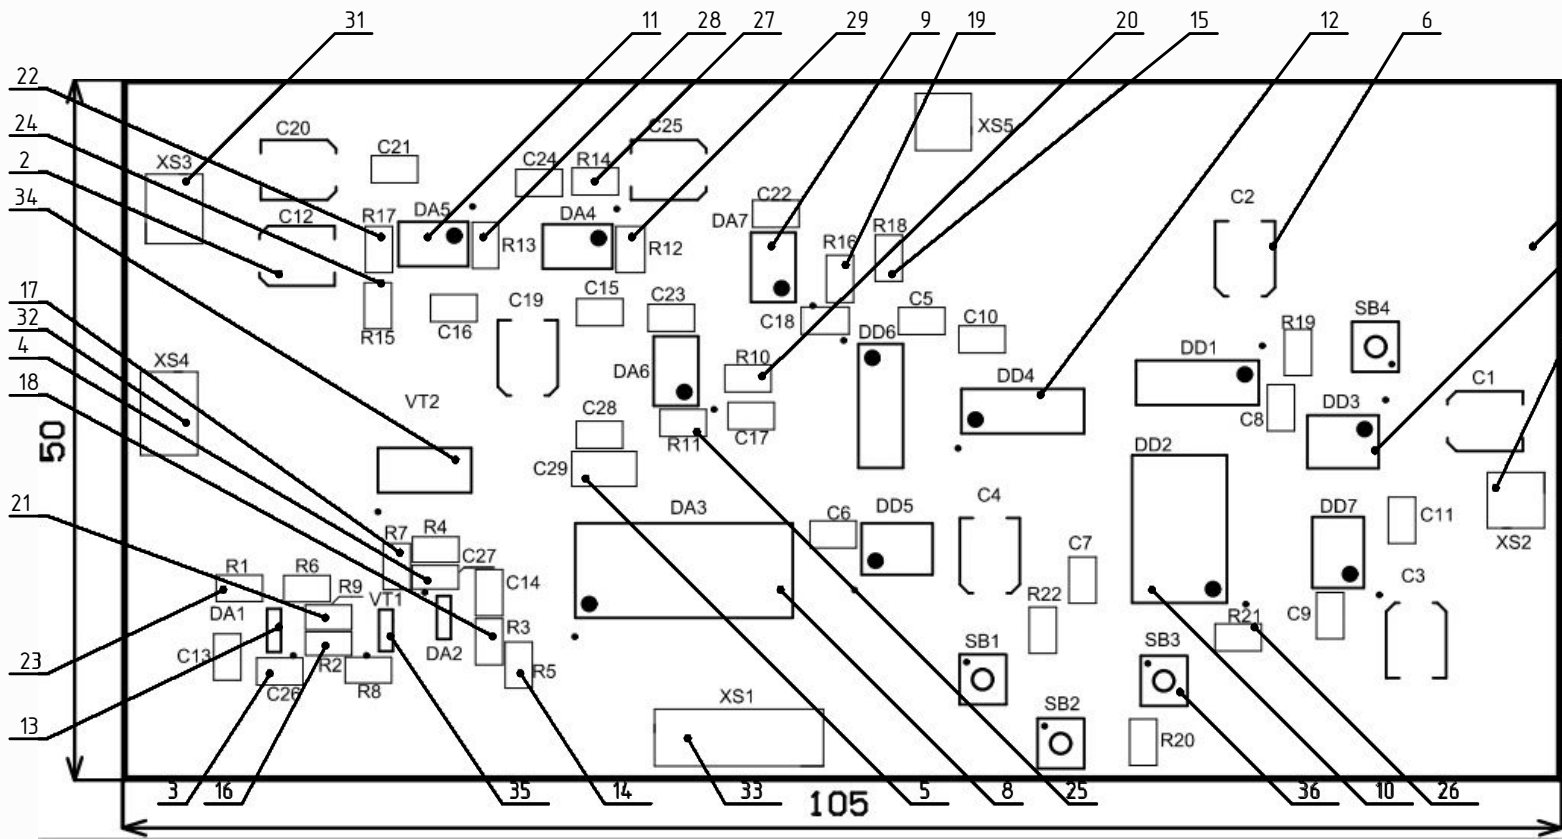 31
11
28
27
29
9
19
20
15
12
6
22
24
2
34
17
32
4
18
21
23
13
3
16
35
14
33
5
8
25
36
10
26
50
105
XS3
C20
C21
C24
R14
C25
XS5
C12
R17
DA5
R13
DA4
R12
DA7
C22
R16
R18
C2
R15
C16
C19
C15
C23
C18
C5
C10
DD6
R19
SB4
XS4
VT2
DA6
R10
DD4
DD1
C1
C28
R11
C17
C8
DD3
C29
DD2
DA3
C6
DD5
C4
C7
DD7
C11
XS2
R7
R4
C27
C14
R1
R6
R9
VT1
DA1
DA2
R3
R22
C9
C3
R21
C13
C26
R2
R8
R5
SB1
SB3
XS1
SB2
R20